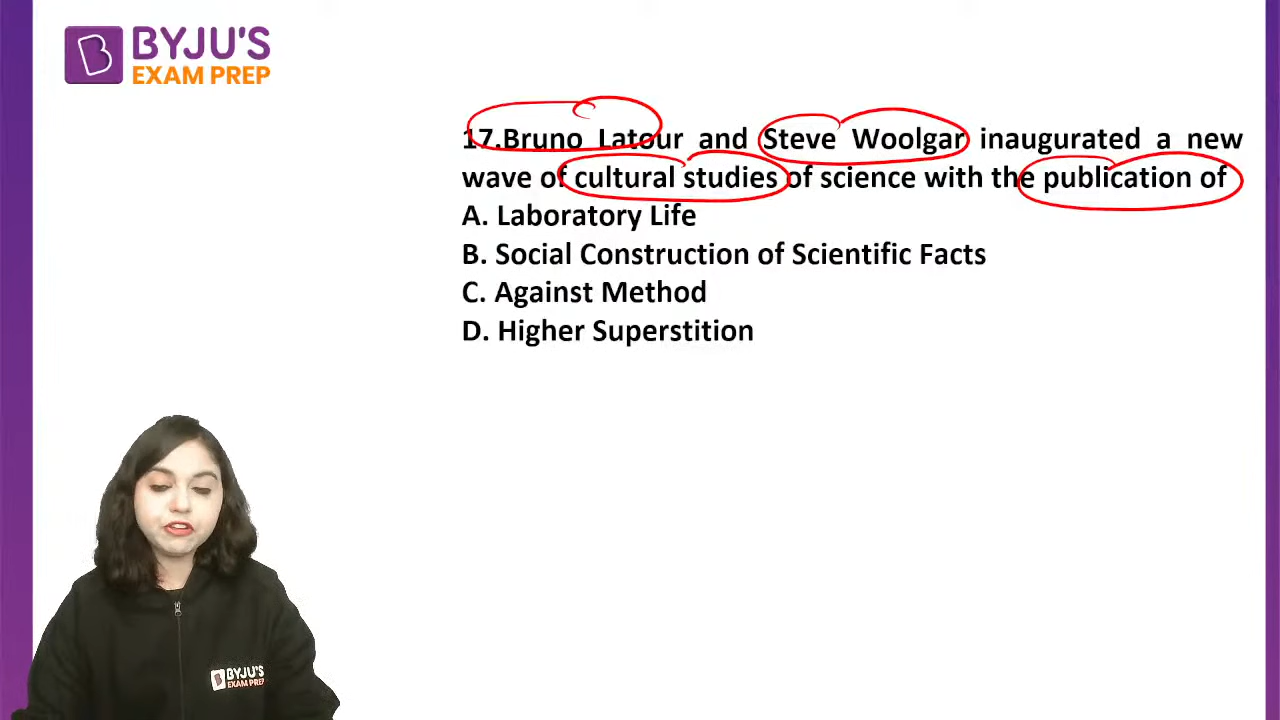 BYJU'S
EXAM PREP
17.Bruno Latour and Steve Woolgar inaugurated a new
wave of cultural studies of science with the publication of
A. Laboratory Life
B. Social Construction of Scientific Facts
C. Against Method
D. Higher Superstition
BYJU'S
EXAM PREP